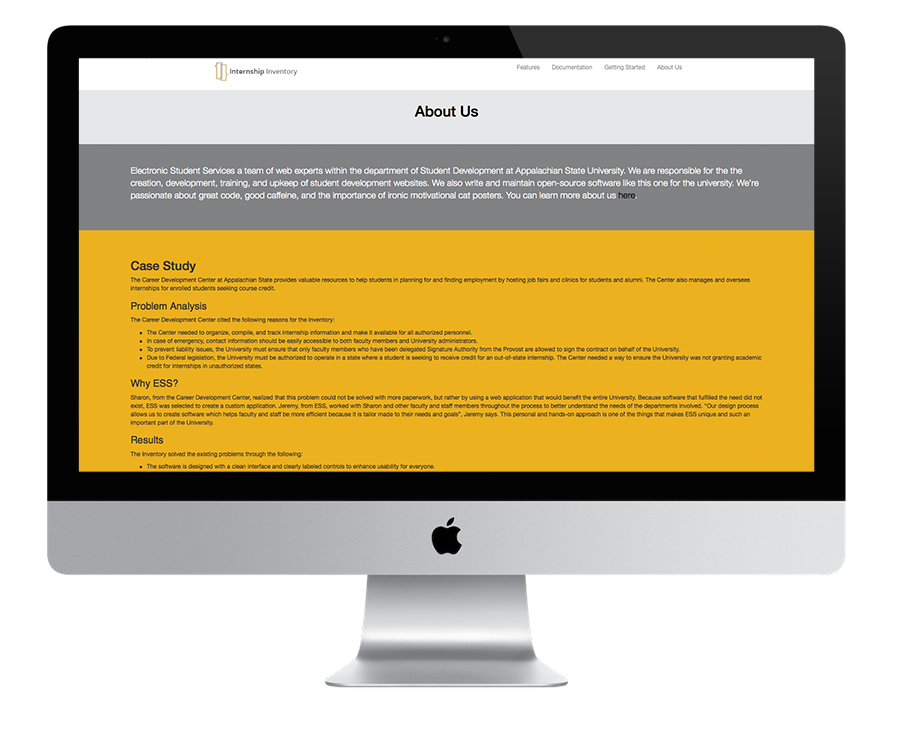 Internship Inventory
Features Documentation Getting Started About Us
About Us
Electronic Student Services a team of web experts within the department of Student Development at Appalachian State University. We are responsible for the the
creation, development, training, and upkeep of student development websites. We also write and maintain open-source software like this one for the university. We're
passionate about great code, good caffeine, and the importance of ironic motivational cat posters. You can learn more about us here.
Case Study
The Career Development Center at Appalachian State provides valuable resources to help students in planning for and finding employment by hosting job fairs and clinics for students and alumni. The Center also manages and oversees
internships for enrolled students seeking course credit.
Problem Analysis
The Career Development Center cited the following reasons for the Inventory:
• The Center needed to organize, compile, and track internship information and make it available for all authorized personnel.
• In case of emergency, contact information should be easily accessible to both faculty members and University administrators.
• To prevent liability issues, the University must ensure that only faculty members who have been delegated Signature Authority from the Provost are allowed to sign the contract on behalf of the University.
• Due to Federal legislation, the University must be authorized to operate in a state where a student is seeking to receive credit for an out-of-state internship. The Center needed a way to ensure the University was not granting academic
credit for internships in unauthorized states.
Why ESS?
Sharon, from the Career Development Center, realized that this problem could not be solved with more paperwork, but rather by using a web application that would benefit the entire University. Because software that fulfilled the need did not
exist, ESS was selected to create a custom application. Jeremy, from ESS, worked with Sharon and other faculty and staff members throughout the process to better understand the needs of the departments involved. "Our design process
allows us to create software which helps faculty and staff be more efficient because it is tailor made to their needs and goals", Jeremy says. This personal and hands-on approach is one of the things that makes ESS unique and such an
important part of the University.
Results
The Inventory solved the existing problems through the following:
• The software is designed with a clean interface and clearly labeled controls to enhance usability for everyone.